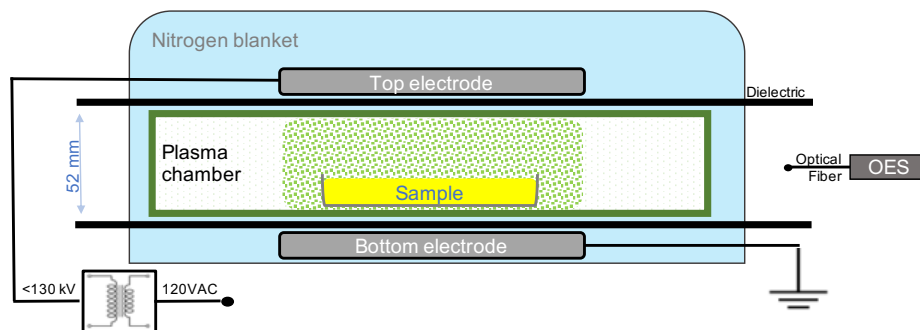 Nitrogen blanket
Top electrode
Dielectric
52 mm
Plasma
chamber
Sample
Optical
Fiber
OES
Bottom electrode
<130 kV
120VAC